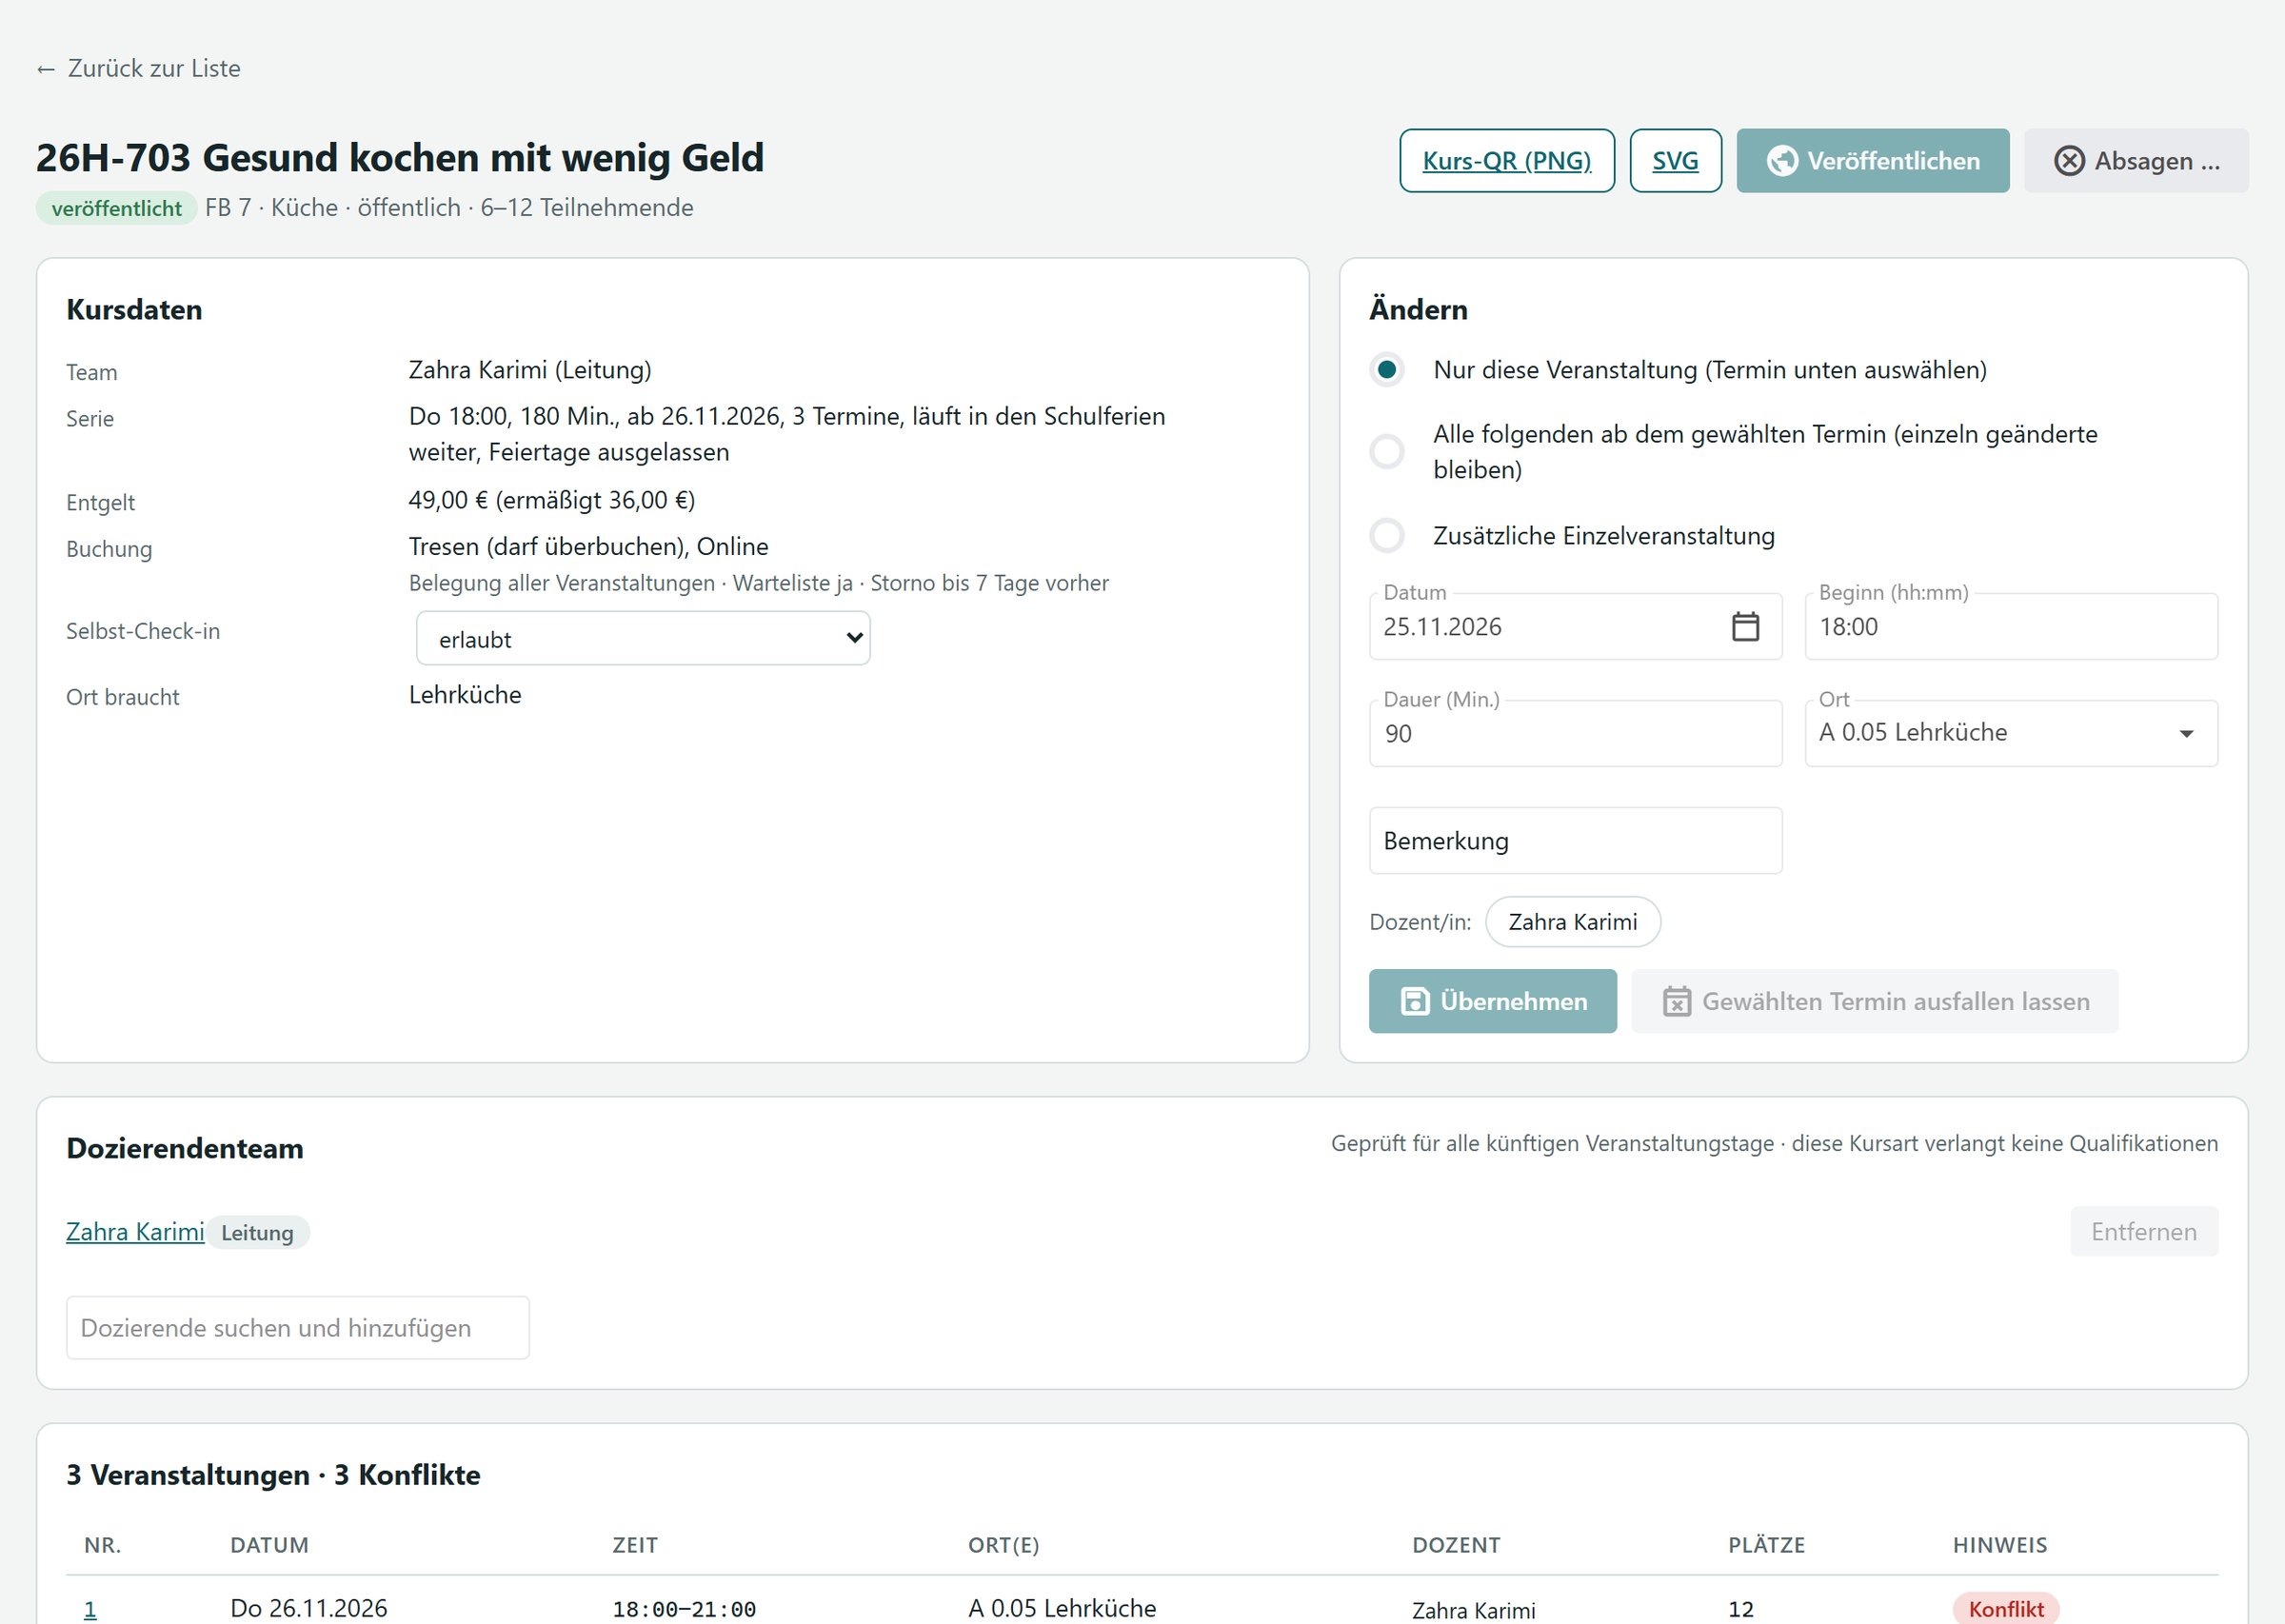 ← Zurück zur Liste
26H-703 Gesund kochen mit wenig Geld
Kurs-QR (PNG)
SVG
Veröffentlichen
Absagen ...
veröffentlicht FB 7 · Küche · öffentlich · 6–12 Teilnehmende
Kursdaten
Team Zahra Karimi (Leitung)
Serie Do 18:00, 180 Min., ab 26.11.2026, 3 Termine, läuft in den Schulferien
weiter, Feiertage ausgelassen
Entgelt 49,00 € (ermäßigt 36,00 €)
Buchung Tresen (darf überbuchen), Online
Belegung aller Veranstaltungen · Warteliste ja · Storno bis 7 Tage vorher
Selbst-Check-in erlaubt
Ort braucht Lehrküche
Ändern
Nur diese Veranstaltung (Termin unten auswählen)
Alle folgenden ab dem gewählten Termin (einzeln geänderte
bleiben)
Zusätzliche Einzelveranstaltung
Datum
25.11.2026
Beginn (hh:mm)
18:00
Dauer (Min.)
90
Ort
A 0.05 Lehrküche
Bemerkung
Dozent/in: Zahra Karimi
Übernehmen
Gewählten Termin ausfallen lassen
Dozierendenteam
Geprüft für alle künftigen Veranstaltungstage · diese Kursart verlangt keine Qualifikationen
Zahra Karimi Leitung
Entfernen
Dozierende suchen und hinzufügen
3 Veranstaltungen · 3 Konflikte
NR. DATUM ZEIT ORT(E) DOZENT PLÄTZE HINWEIS
1 Do 26.11.2026 18:00–21:00 A 0.05 Lehrküche Zahra Karimi 12 Konflikt